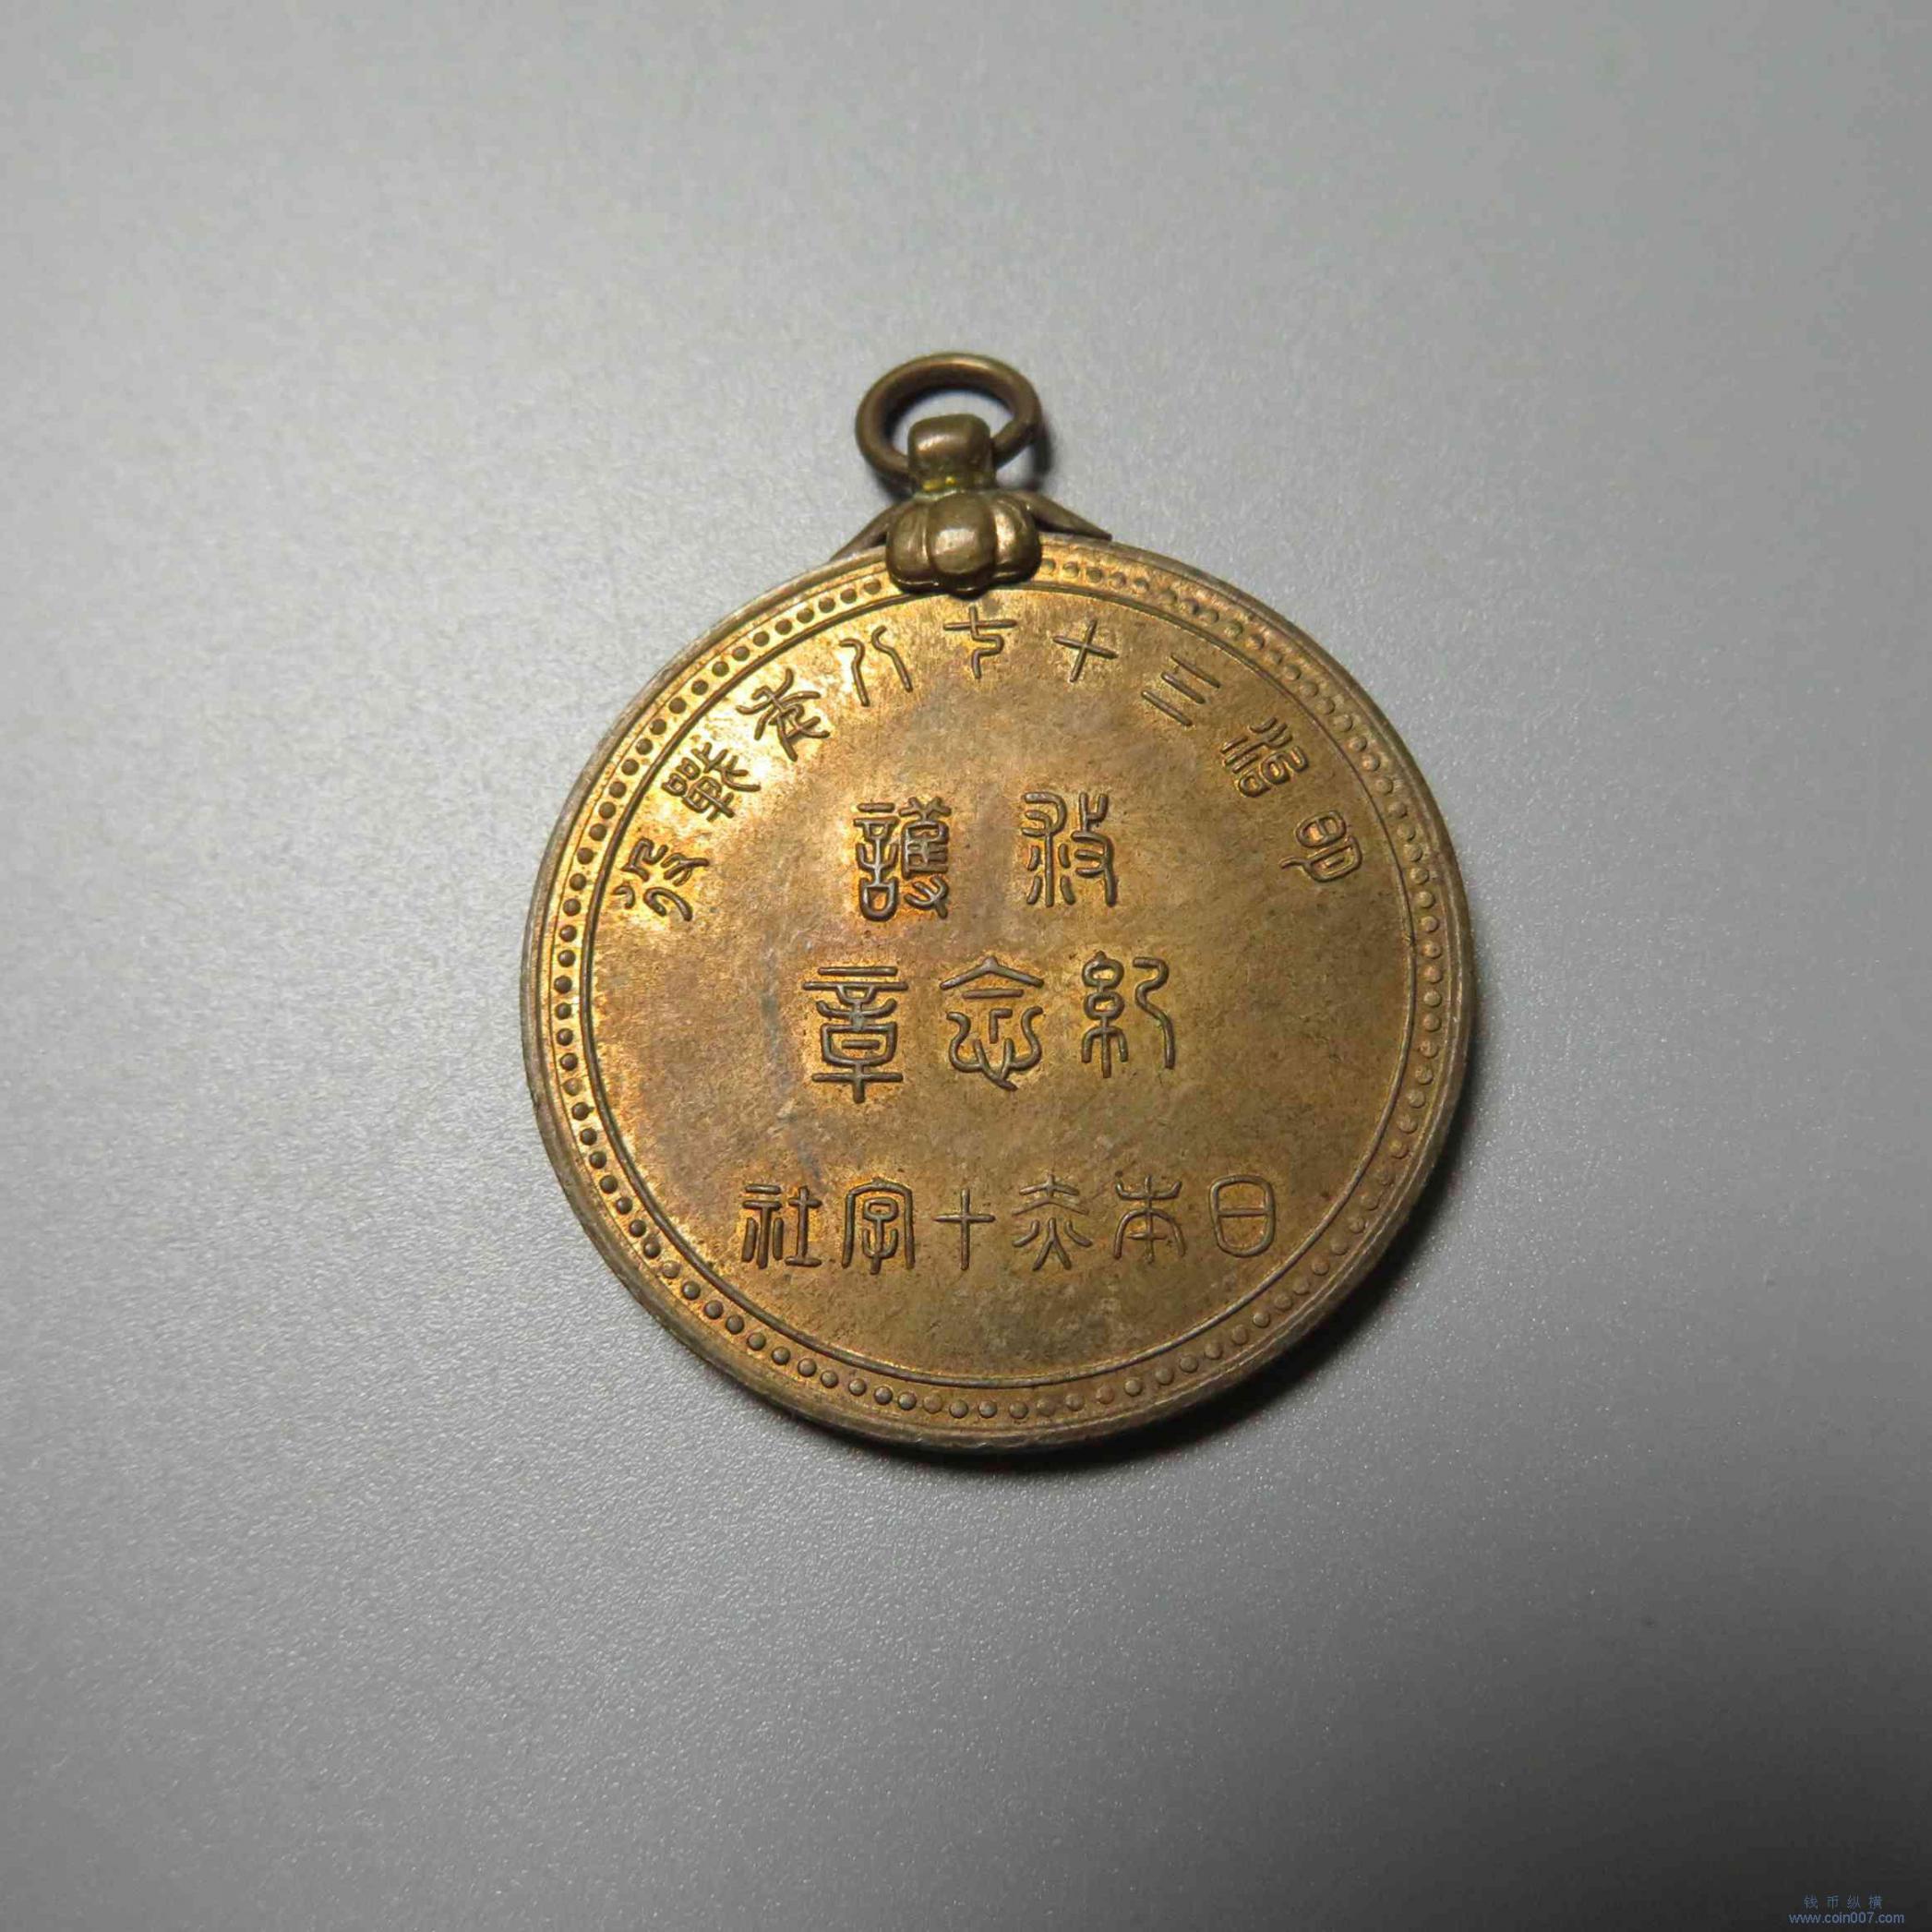 明治三十七八年戰役
救護
紀念章
日本赤十字社
钱币纵横
www.coin007.com